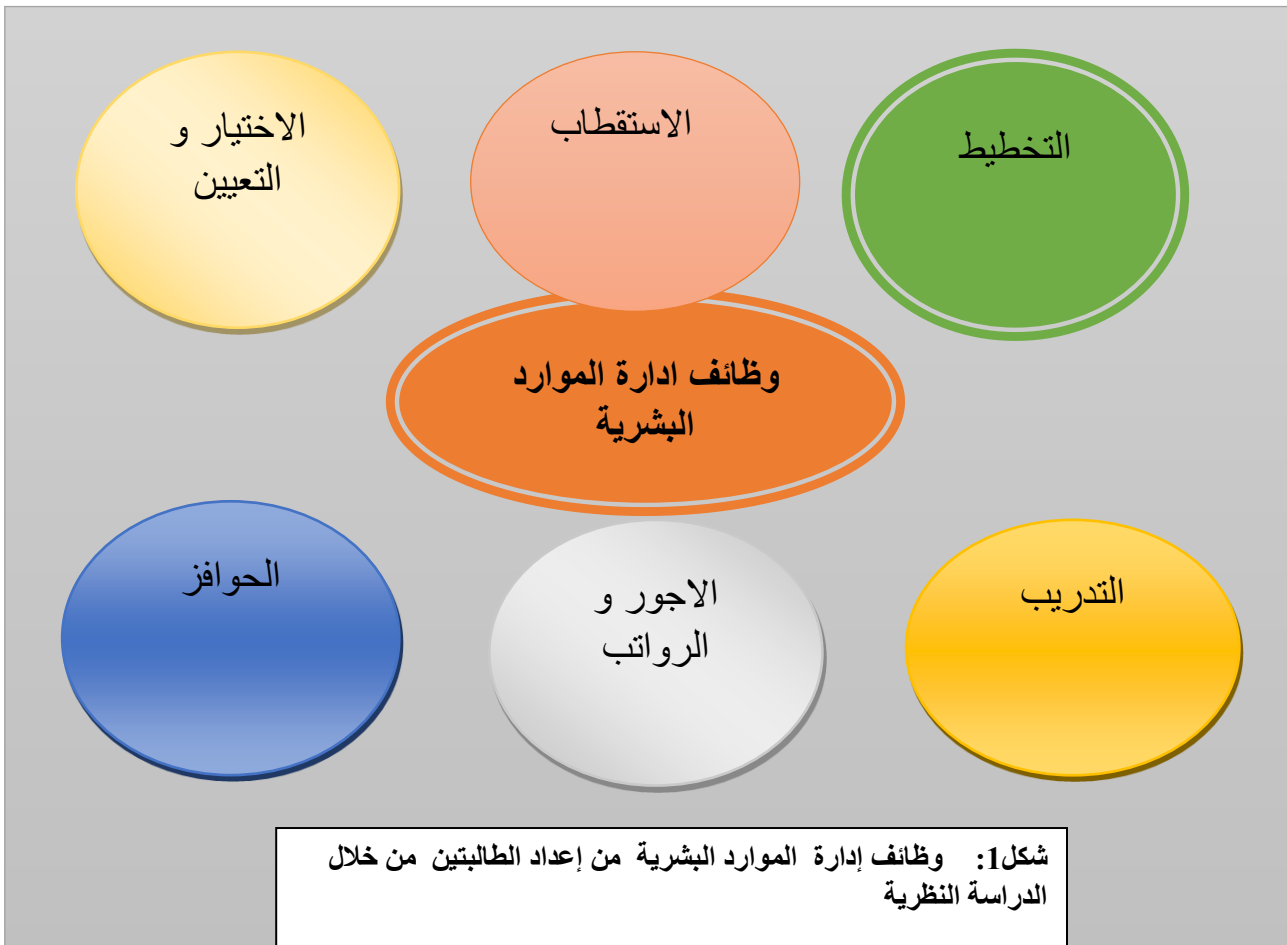 التخطيط
الاستقطاب
الاختيار و
التعيين
وظائف ادارة الموارد
البشرية
التدريب
الاجور و
الرواتب
الحوافز
شكل1: وظائف إدارة الموارد البشرية من إعداد الطالبتين من خلال
الدراسة النظرية